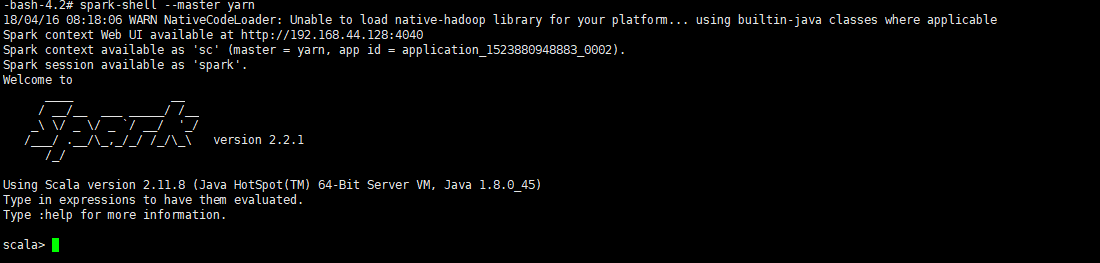 -bash-4.2# spark-shell --master yarn
18/04/16 08:18:06 WARN NativeCodeLoader: Unable to load native-hadoop library for your platform... using builtin-java classes where applicable
Spark context Web UI available at http://192.168.44.128:4040
Spark context available as 'sc' (master = yarn, app id = application_1523880948883_0002).
Spark session available as 'spark'.
Welcome to
      ____              __
     / __/__  ___ _____/ /__
    _\ \/ _ \/ _ `/ __/  '_/
   /___/ .__/\_,_/_/ /_/\_\   version 2.2.1
      /_/
Using Scala version 2.11.8 (Java HotSpot(TM) 64-Bit Server VM, Java 1.8.0_45)
Type in expressions to have them evaluated.
Type :help for more information.
scala>